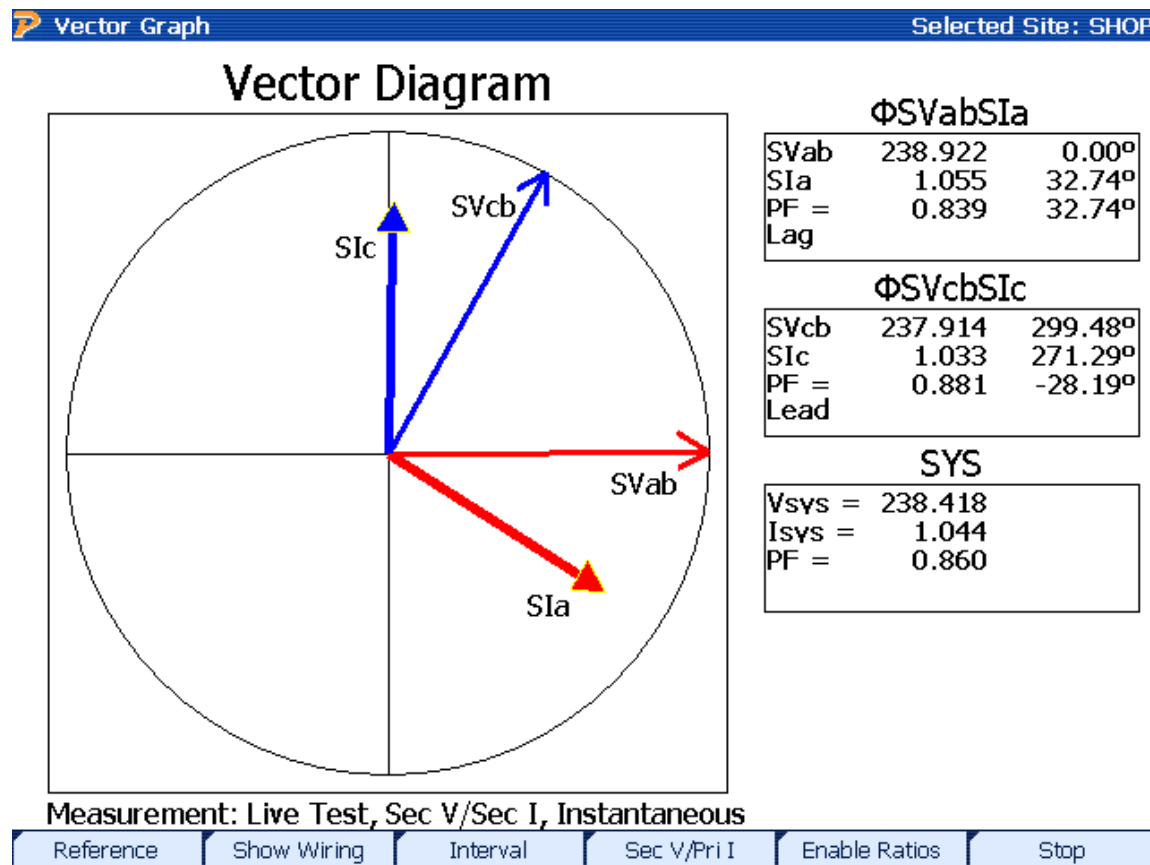 Vector Graph Selected Site: SHOP
Vector Diagram
SVcb
SIc
SVab
SIa
ΦSVabSIa
SVab 238.922 0.00º
SIa 1.055 32.74º
PF = 0.839 32.74º
Lag
ΦSVcbSIc
SVcb 237.914 299.48º
SIc 1.033 271.29º
PF = 0.881 -28.19º
Lead
SYS
Vsys = 238.418
Isys = 1.044
PF = 0.860
Measurement: Live Test, Sec V/Sec I, Instantaneous
Reference Show Wiring Interval Sec V/Pri I Enable Ratios Stop